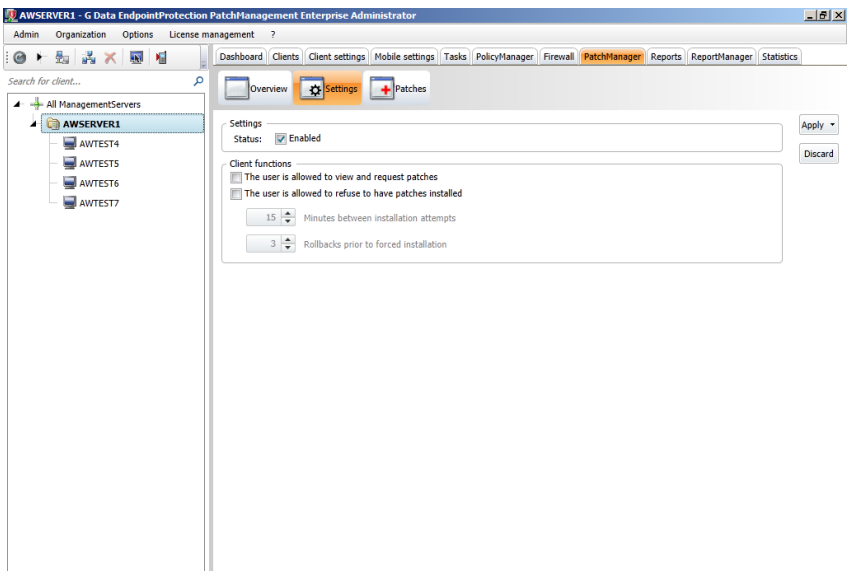 AWSERVER1 - G Data EndpointProtection PatchManagement Enterprise Administrator
Admin Organization Options License management ?
Dashboard Clients Client settings Mobile settings Tasks PolicyManager Firewall PatchManager Reports ReportManager Statistics
Search for client...
Overview Settings Patches
All ManagementServers
AWSERVER1
AWTEST4
AWTEST5
AWTEST6
AWTEST7
Settings
Status: Enabled
Apply
Discard
Client functions
The user is allowed to view and request patches
The user is allowed to refuse to have patches installed
15 Minutes between installation attempts
3 Rollbacks prior to forced installation